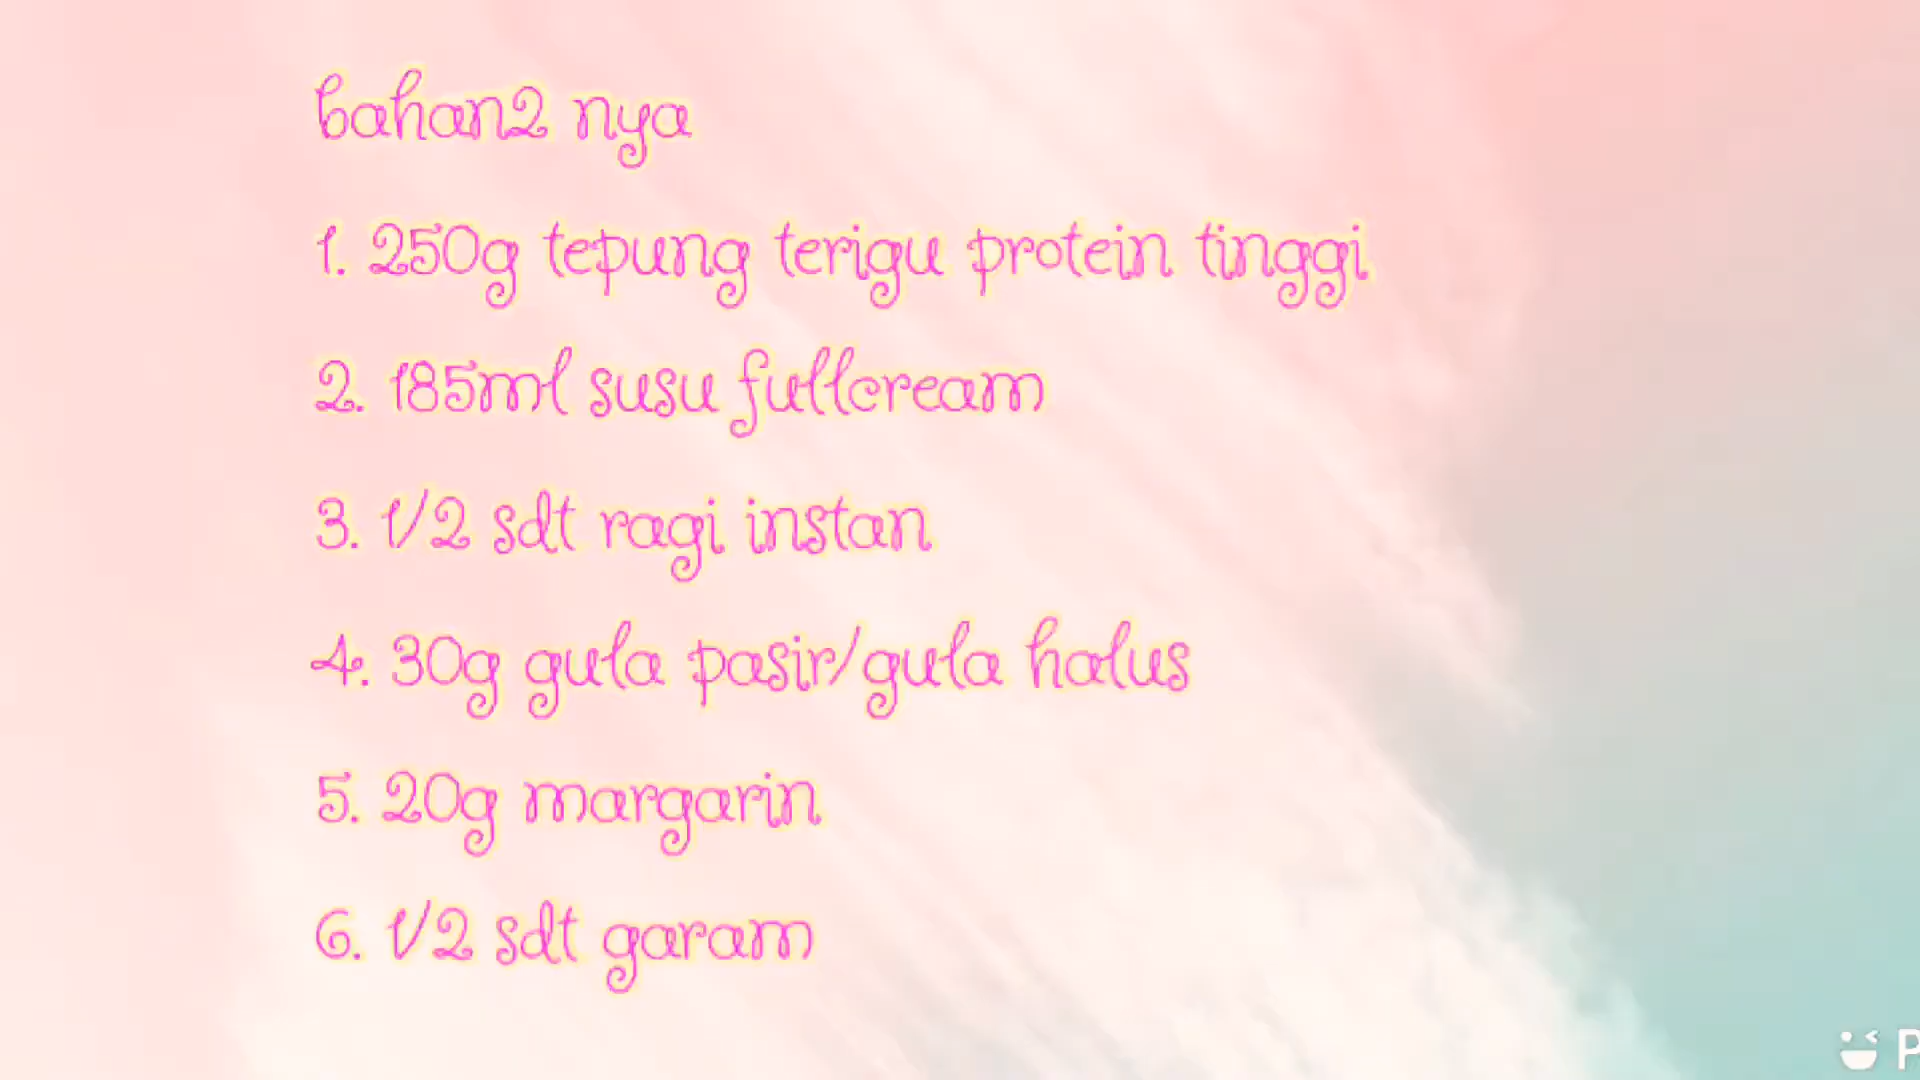 bahan2 nya
1. 250g tepung terigu protein tinggi
2. 185ml susu fullcream
3. 1/2 sdt ragi instan
4. 30g gula pasir/gula halus
5. 20g margarin
6. 1/2 sdt garam
P